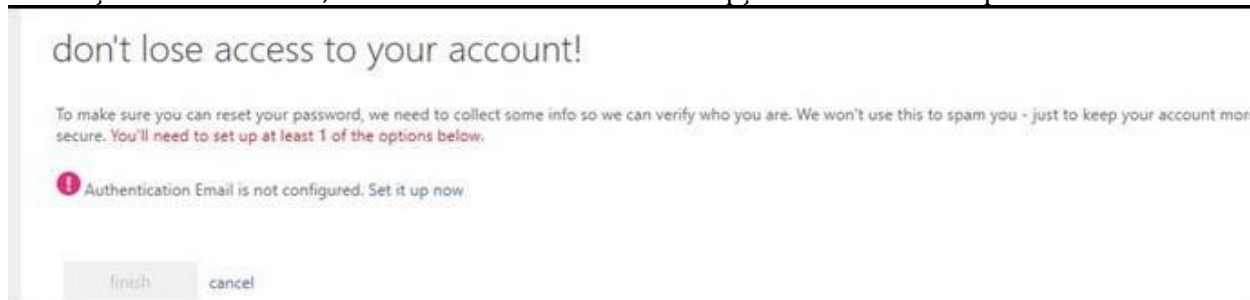 don't lose access to your account!
To make sure you can reset your password, we need to collect some info so we can verify who you are. We won't use this to spam you - just to keep your account mor
secure. You'll need to set up at least 1 of the options below.
! Authentication Email is not configured. Set it up now
finish cancel